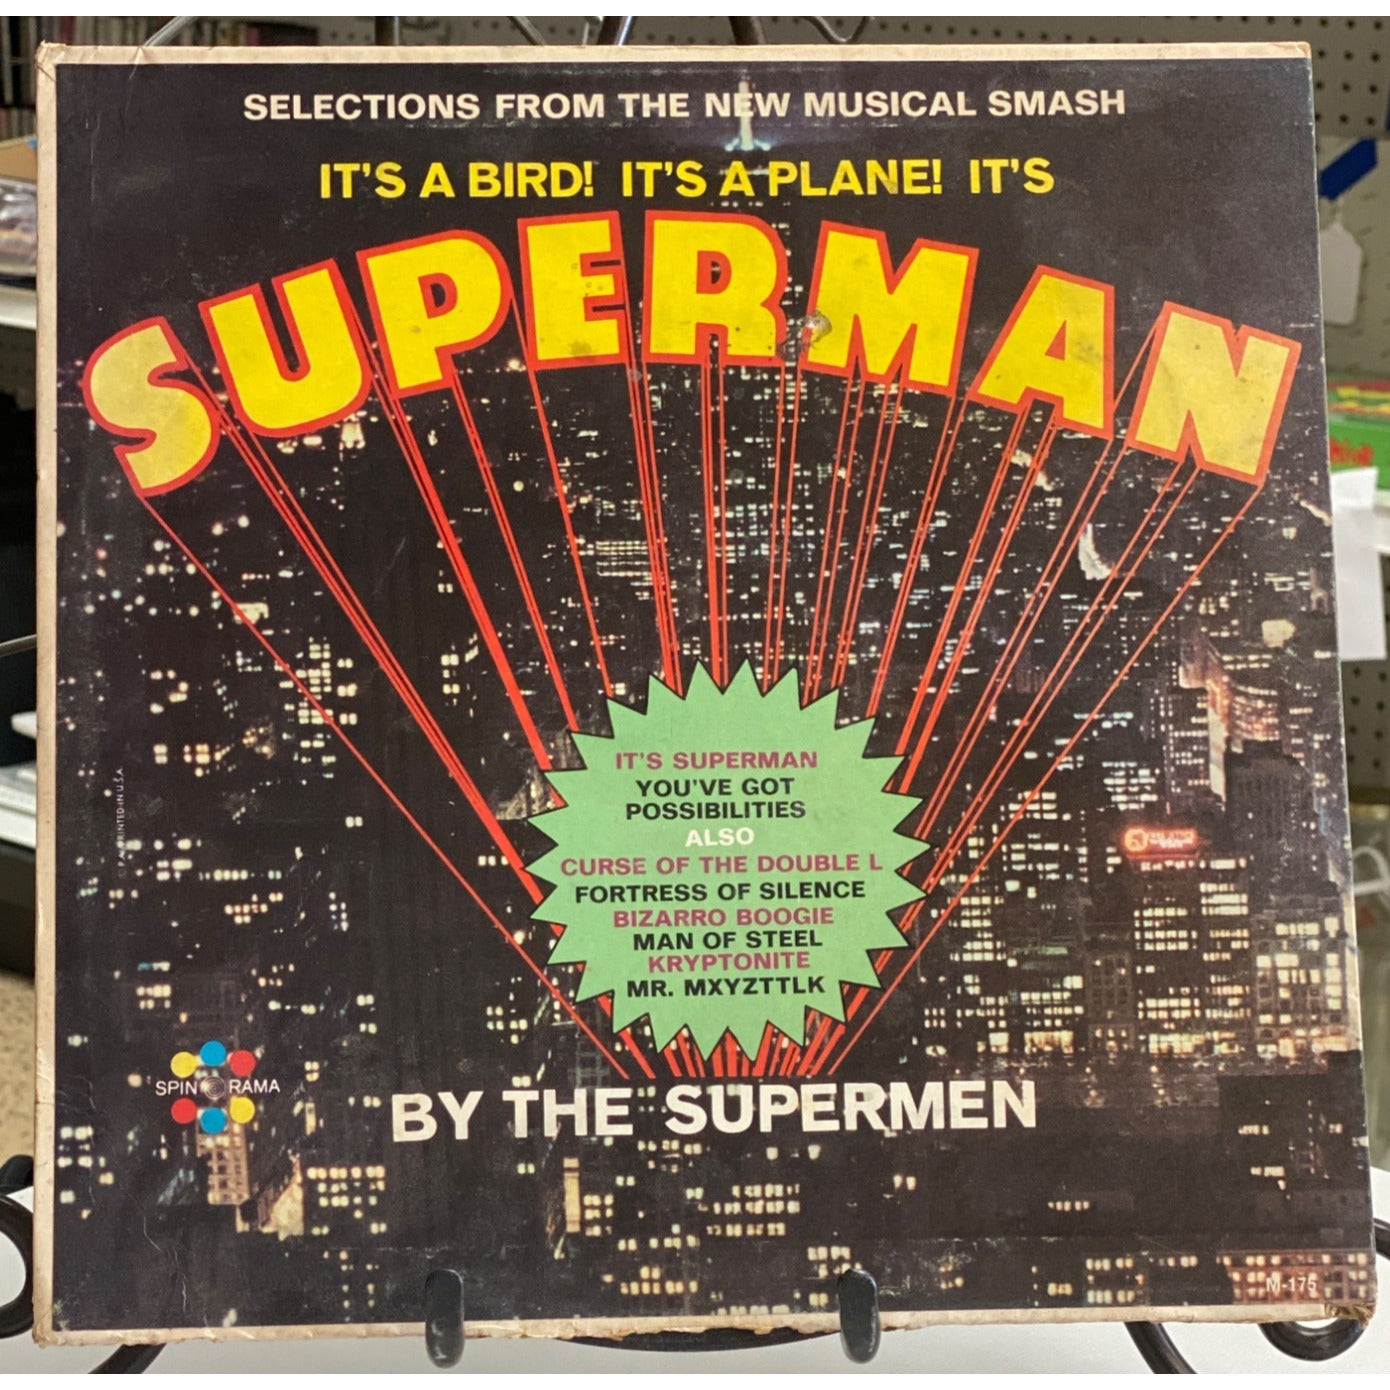 SELECTIONS FROM THE NEW MUSICAL SMASH
IT'S A BIRD! IT'S A PLANE! IT'S
SUPERMAN
IT'S SUPERMAN
YOU'VE GOT
POSSIBILITIES
ALSO
CURSE OF THE DOUBLE L
FORTRESS OF SILENCE
BIZARRO BOOGIE
MAN OF STEEL
KRYPTONITE
MR. MXYZTTLK
PRINTED IN U.S.A.
SPIN O RAMA
BY THE SUPERMEN
M-175